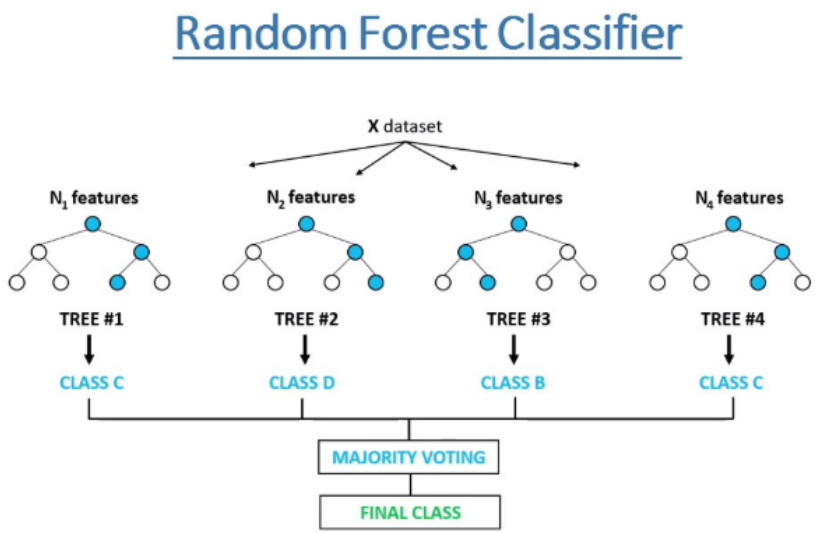 Random Forest Classifier
X dataset
N1 features N2 features N3 features N4 features
TREE #1 TREE #2 TREE #3 TREE #4
CLASS C CLASS D CLASS B CLASS C
MAJORITY VOTING
FINAL CLASS